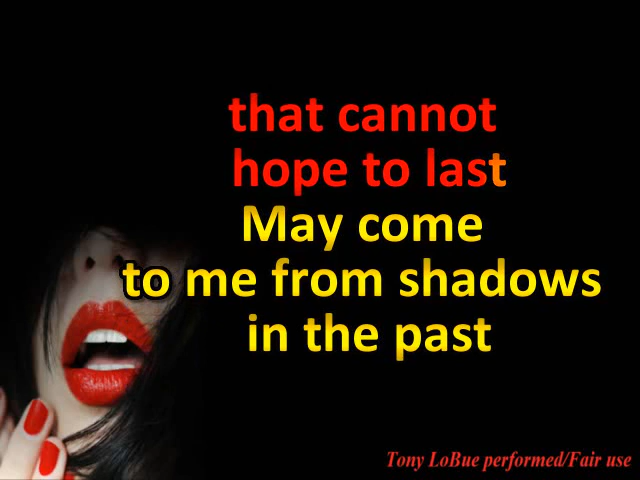 that cannot
hope to last
May come
to me from shadows
in the past
Tony LoBue performed/Fair use